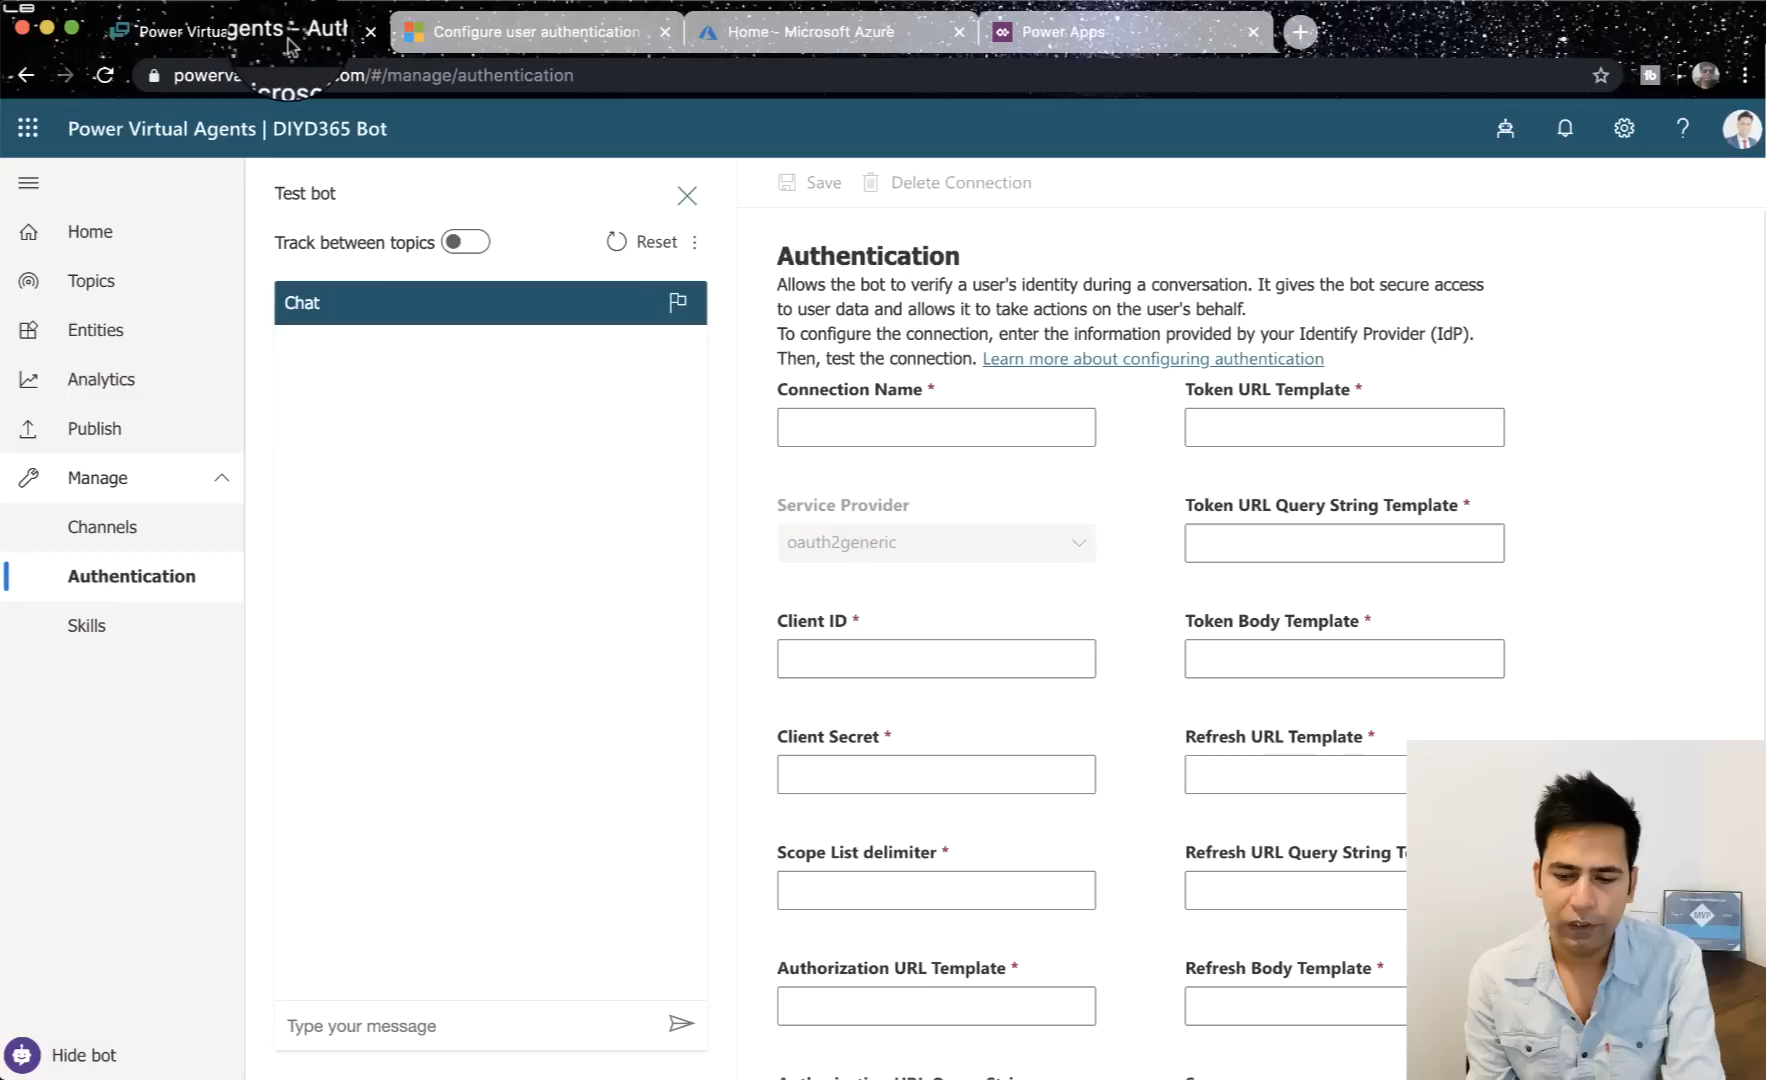 Power Virtua
gents - Auth
Configure user authentication
Home - Microsoft Azure
Power Apps
powerva
icrosc
om/#/manage/authentication
Power Virtual Agents | DIYD365 Bot
Home
Topics
Entities
Analytics
Publish
Manage
Channels
Authentication
Skills
Hide bot
Test bot
Track between topics
Reset
Chat
Type your message
Save
Delete Connection
Authentication
Allows the bot to verify a user's identity during a conversation. It gives the bot secure access
to user data and allows it to take actions on the user's behalf.
To configure the connection, enter the information provided by your Identify Provider (IdP).
Then, test the connection. Learn more about configuring authentication
Connection Name *
Token URL Template *
Service Provider
oauth2generic
Token URL Query String Template *
Client ID *
Token Body Template *
Client Secret *
Refresh URL Template *
Scope List delimiter *
Refresh URL Query String T
Authorization URL Template *
Refresh Body Template *
MVP